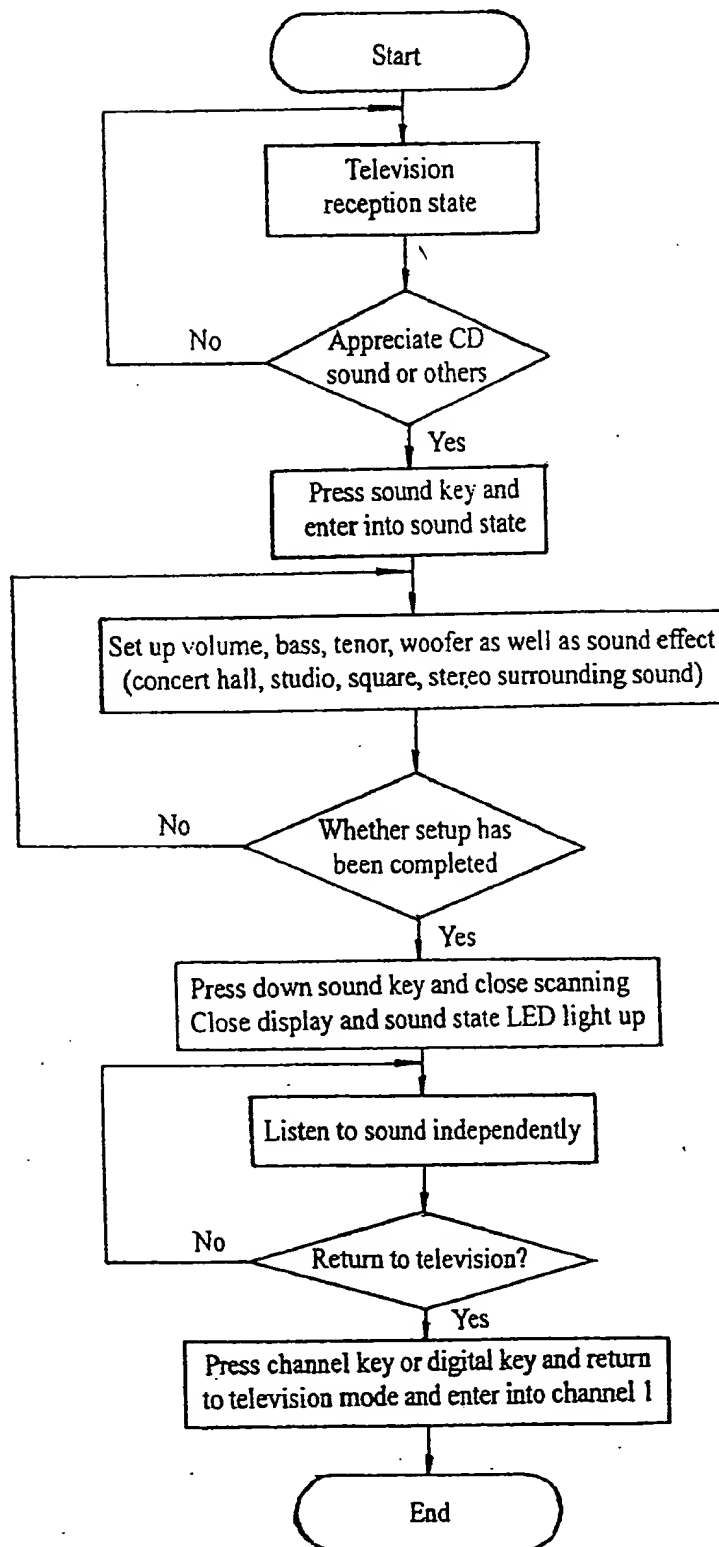 Start
Television
reception state
No
Appreciate CD
sound or others
Yes
Press sound key and
enter into sound state
Set up volume, bass, tenor, woofer as well as sound effect
(concert hall, studio, square, stereo surrounding sound)
No
Whether setup has
been completed
Yes
Press down sound key and close scanning
Close display and sound state LED light up
Listen to sound independently
No
Return to television?
Yes
Press channel key or digital key and return
to television mode and enter into channel 1
End